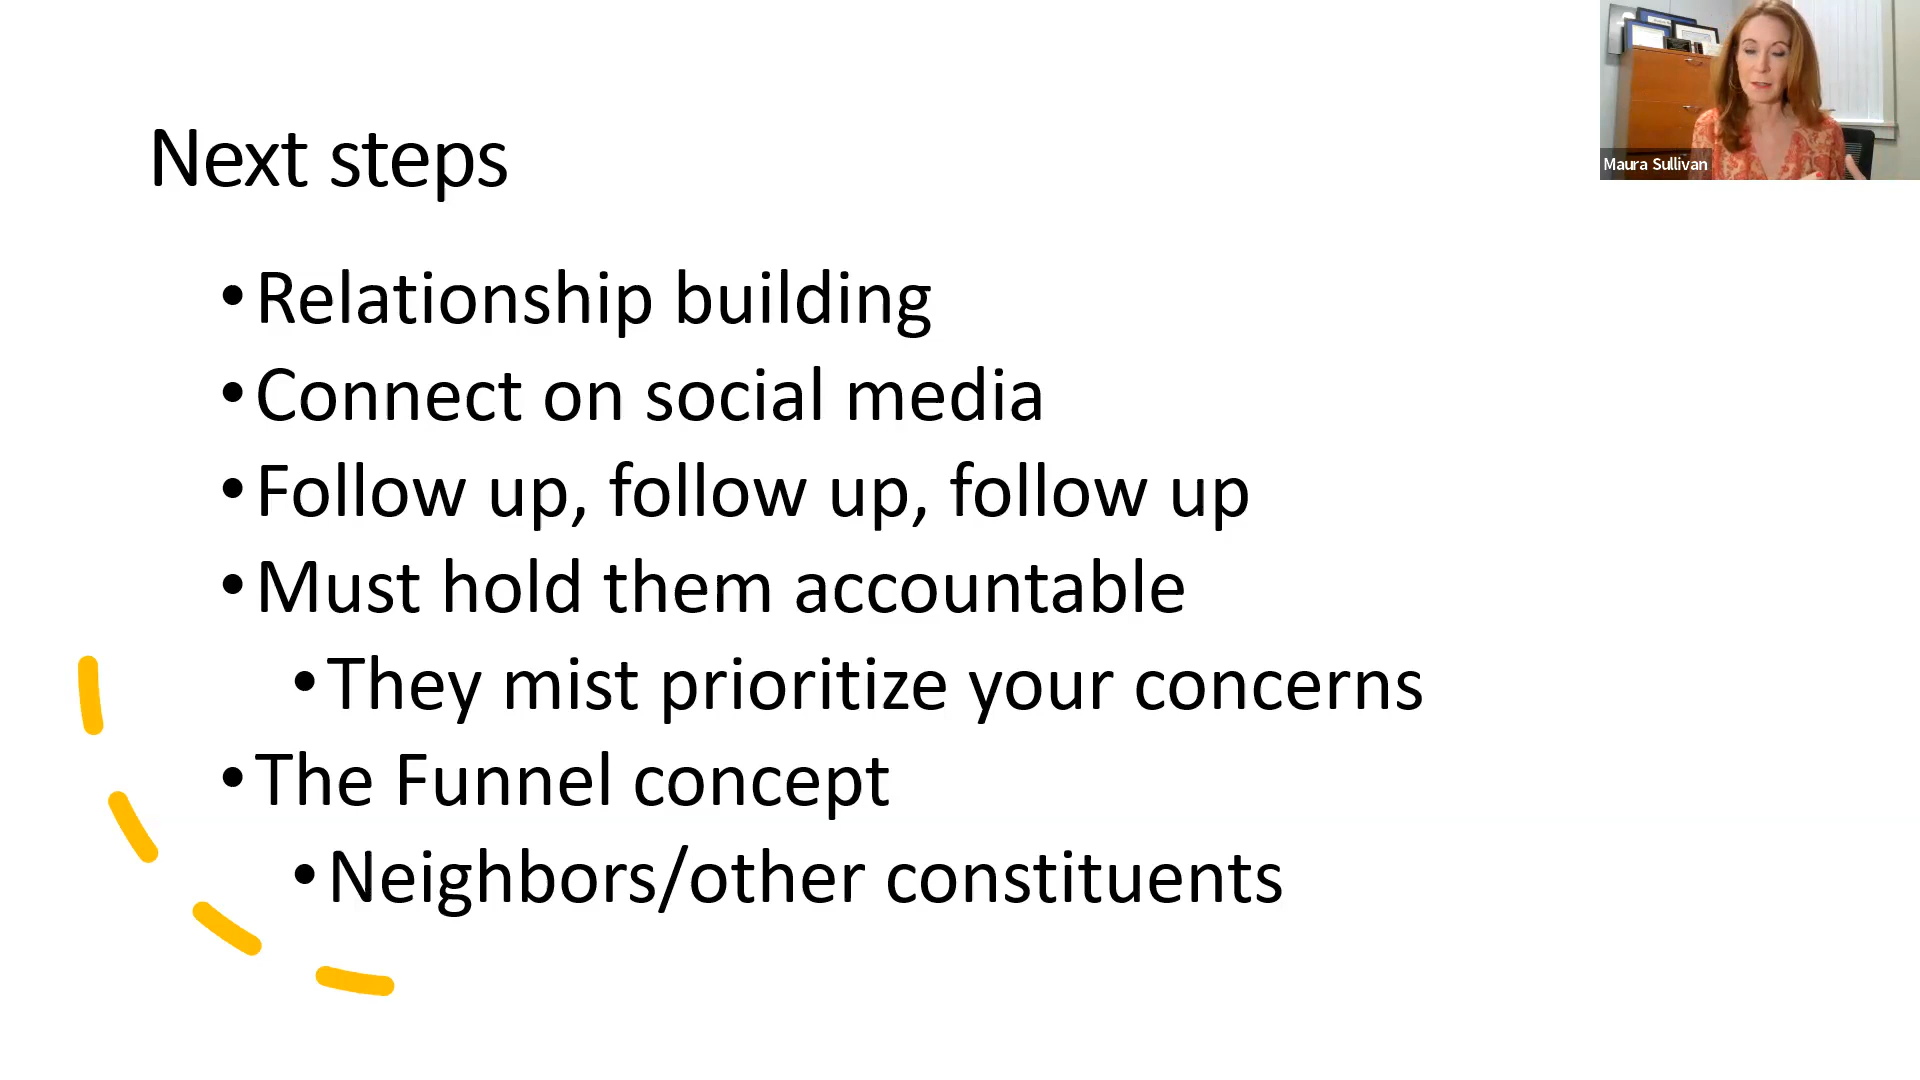 Next steps
•Relationship building
•Connect on social media
•Follow up, follow up, follow up
•Must hold them accountable
•They mist prioritize your concerns
•The Funnel concept
•Neighbors/other constituents
Maura Sullivan